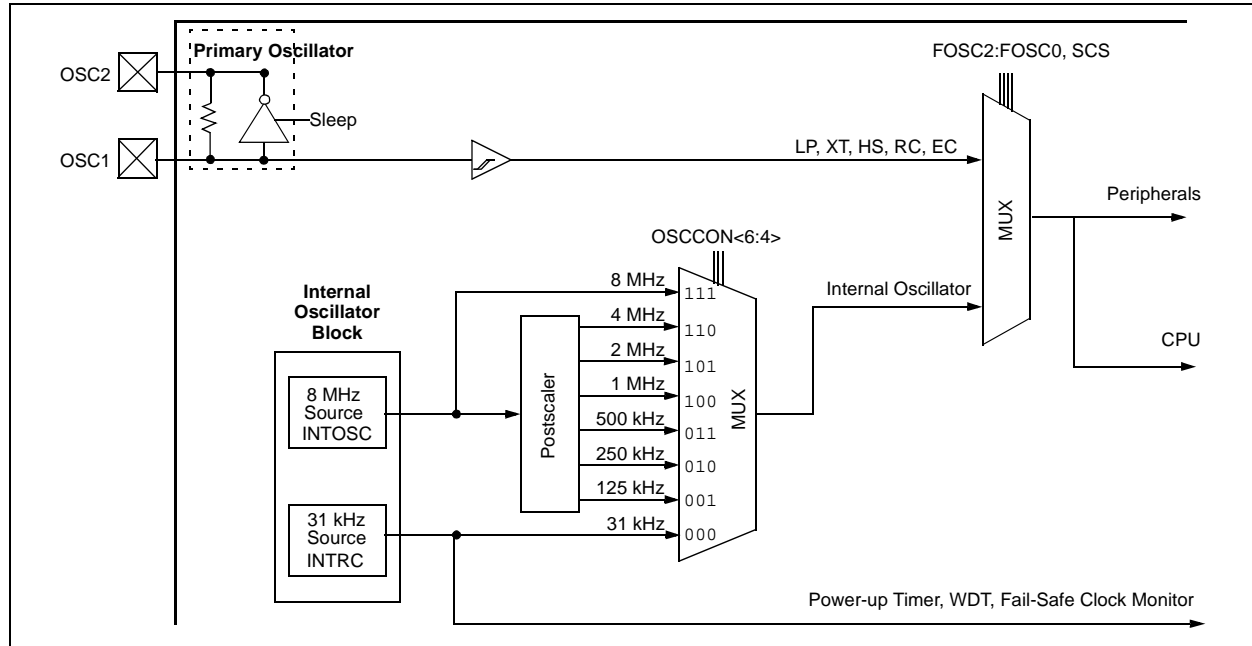 Primary Oscillator
FOSC2:FOSC0, SCS
OSC2
Sleep
OSC1
LP, XT, HS, RC, EC
Peripherals
MUX
OSCCON<6:4>
Internal
Oscillator
Block
8 MHz
111
4 MHz
110
2 MHz
101
1 MHz
100
500 kHz
011
250 kHz
010
125 kHz
001
31 kHz
000
MUX
Internal Oscillator
CPU
8 MHz
Source
INTOSC
Postscaler
31 kHz
Source
INTRC
Power-up Timer, WDT, Fail-Safe Clock Monitor